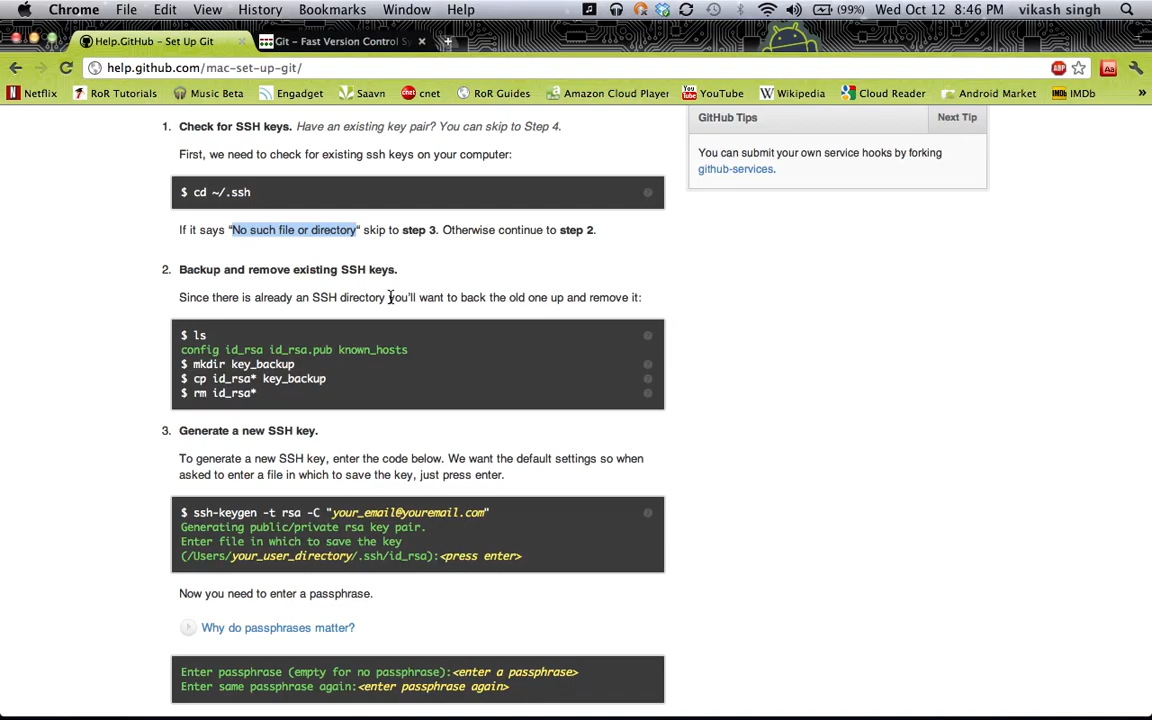 Chrome File Edit View History Bookmarks Window Help (99%) Wed Oct 12 8:46 PM vikash singh
Help.GitHub – Set Up Git Git – Fast Version Control Sy
help.github.com/mac-set-up-git/
Netflix RoR Tutorials Music Beta Engadget Saavn cnet RoR Guides Amazon Cloud Player YouTube Wikipedia Cloud Reader Android Market IMDb »
1. Check for SSH keys. Have an existing key pair? You can skip to Step 4.
First, we need to check for existing ssh keys on your computer:
$ cd ~/.ssh
If it says “No such file or directory“ skip to step 3. Otherwise continue to step 2.
2. Backup and remove existing SSH keys.
Since there is already an SSH directory you'll want to back the old one up and remove it:
$ ls
config id_rsa id_rsa.pub known_hosts
$ mkdir key_backup
$ cp id_rsa* key_backup
$ rm id_rsa*
3. Generate a new SSH key.
To generate a new SSH key, enter the code below. We want the default settings so when
asked to enter a file in which to save the key, just press enter.
$ ssh-keygen -t rsa -C "your_email@youremail.com"
Generating public/private rsa key pair.
Enter file in which to save the key
(/Users/your_user_directory/.ssh/id_rsa):<press enter>
Now you need to enter a passphrase.
Why do passphrases matter?
Enter passphrase (empty for no passphrase):<enter a passphrase>
Enter same passphrase again:<enter passphrase again>
GitHub Tips Next Tip
You can submit your own service hooks by forking
github-services.